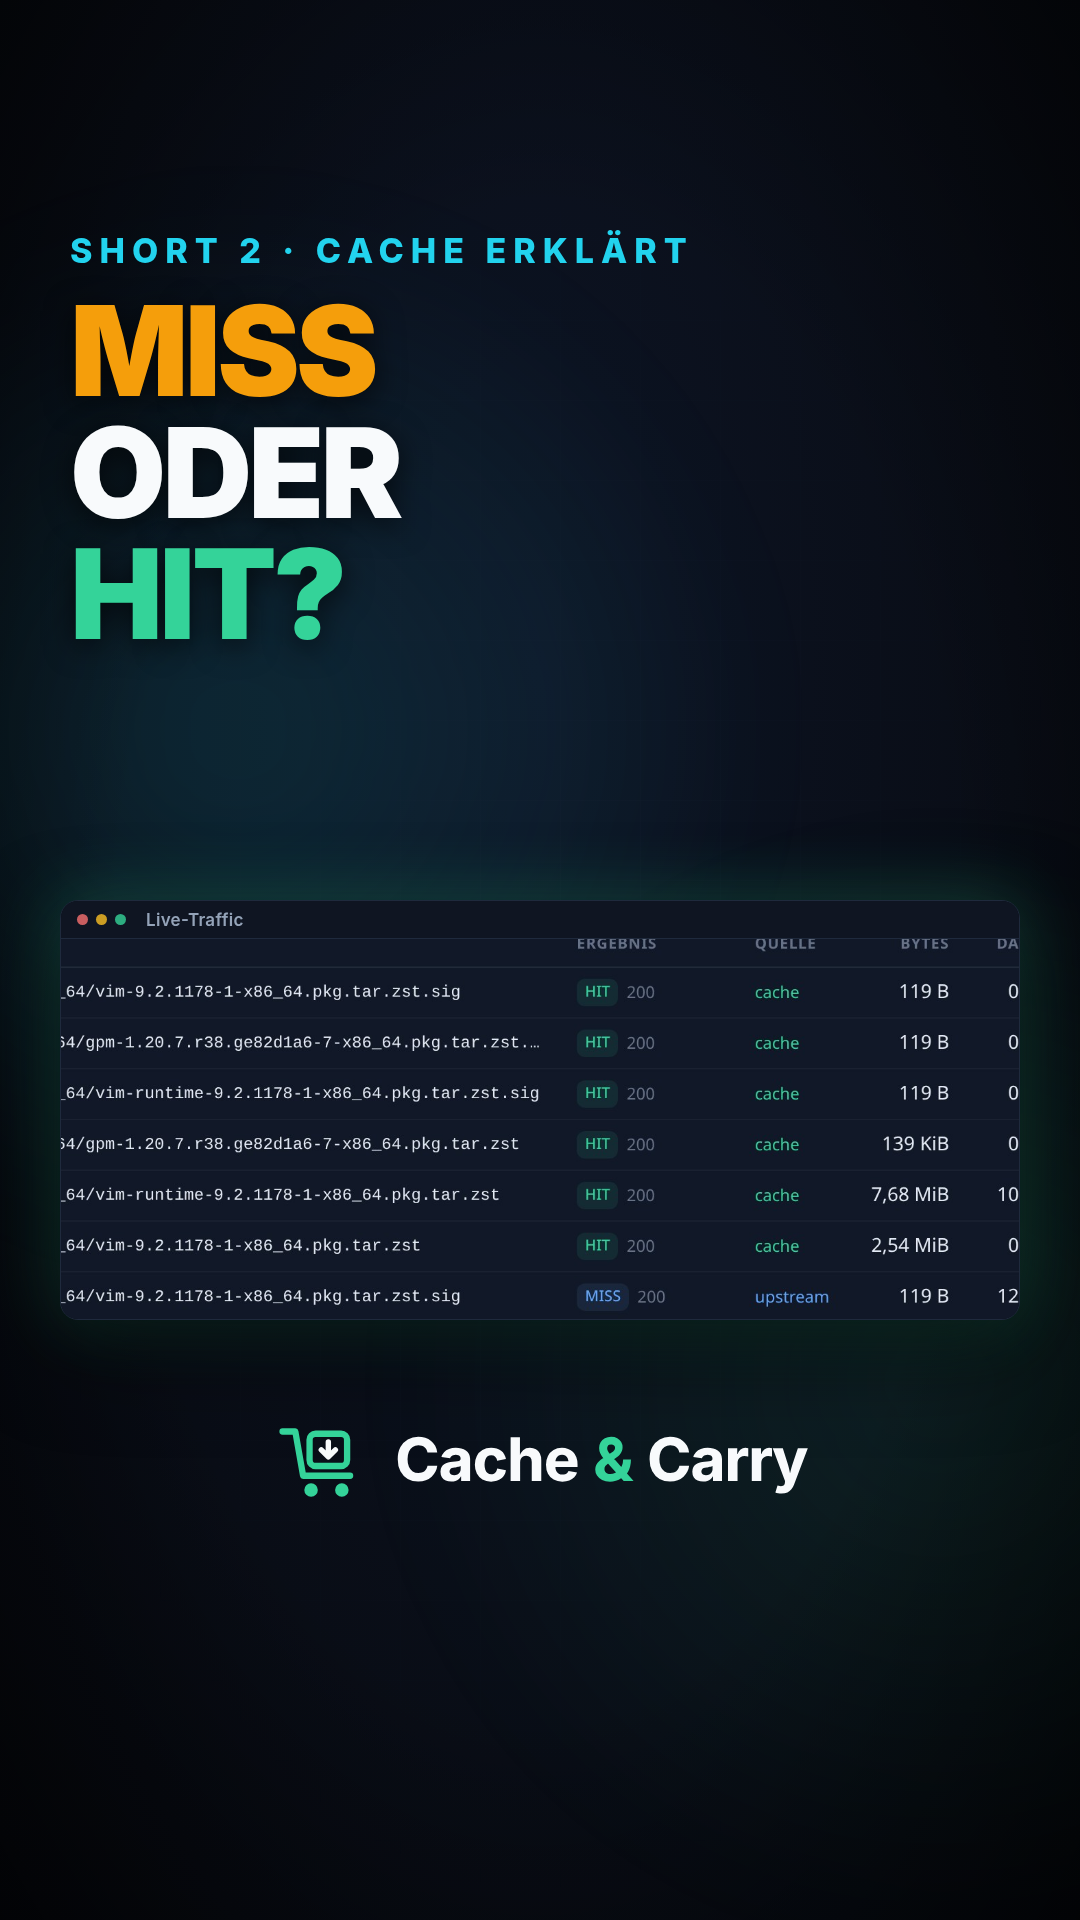 SHORT 2 · CACHE ERKLÄRT
MISS
ODER
HIT?
Live-Traffic
ERGEBNIS QUELLE BYTES DA
_64/vim-9.2.1178-1-x86_64.pkg.tar.zst.sig HIT 200 cache 119 B 0
64/gpm-1.20.7.r38.ge82d1a6-7-x86_64.pkg.tar.zst.… HIT 200 cache 119 B 0
_64/vim-runtime-9.2.1178-1-x86_64.pkg.tar.zst.sig HIT 200 cache 119 B 0
64/gpm-1.20.7.r38.ge82d1a6-7-x86_64.pkg.tar.zst HIT 200 cache 139 KiB 0
_64/vim-runtime-9.2.1178-1-x86_64.pkg.tar.zst HIT 200 cache 7,68 MiB 10
_64/vim-9.2.1178-1-x86_64.pkg.tar.zst HIT 200 cache 2,54 MiB 0
_64/vim-9.2.1178-1-x86_64.pkg.tar.zst.sig MISS 200 upstream 119 B 12
Cache & Carry